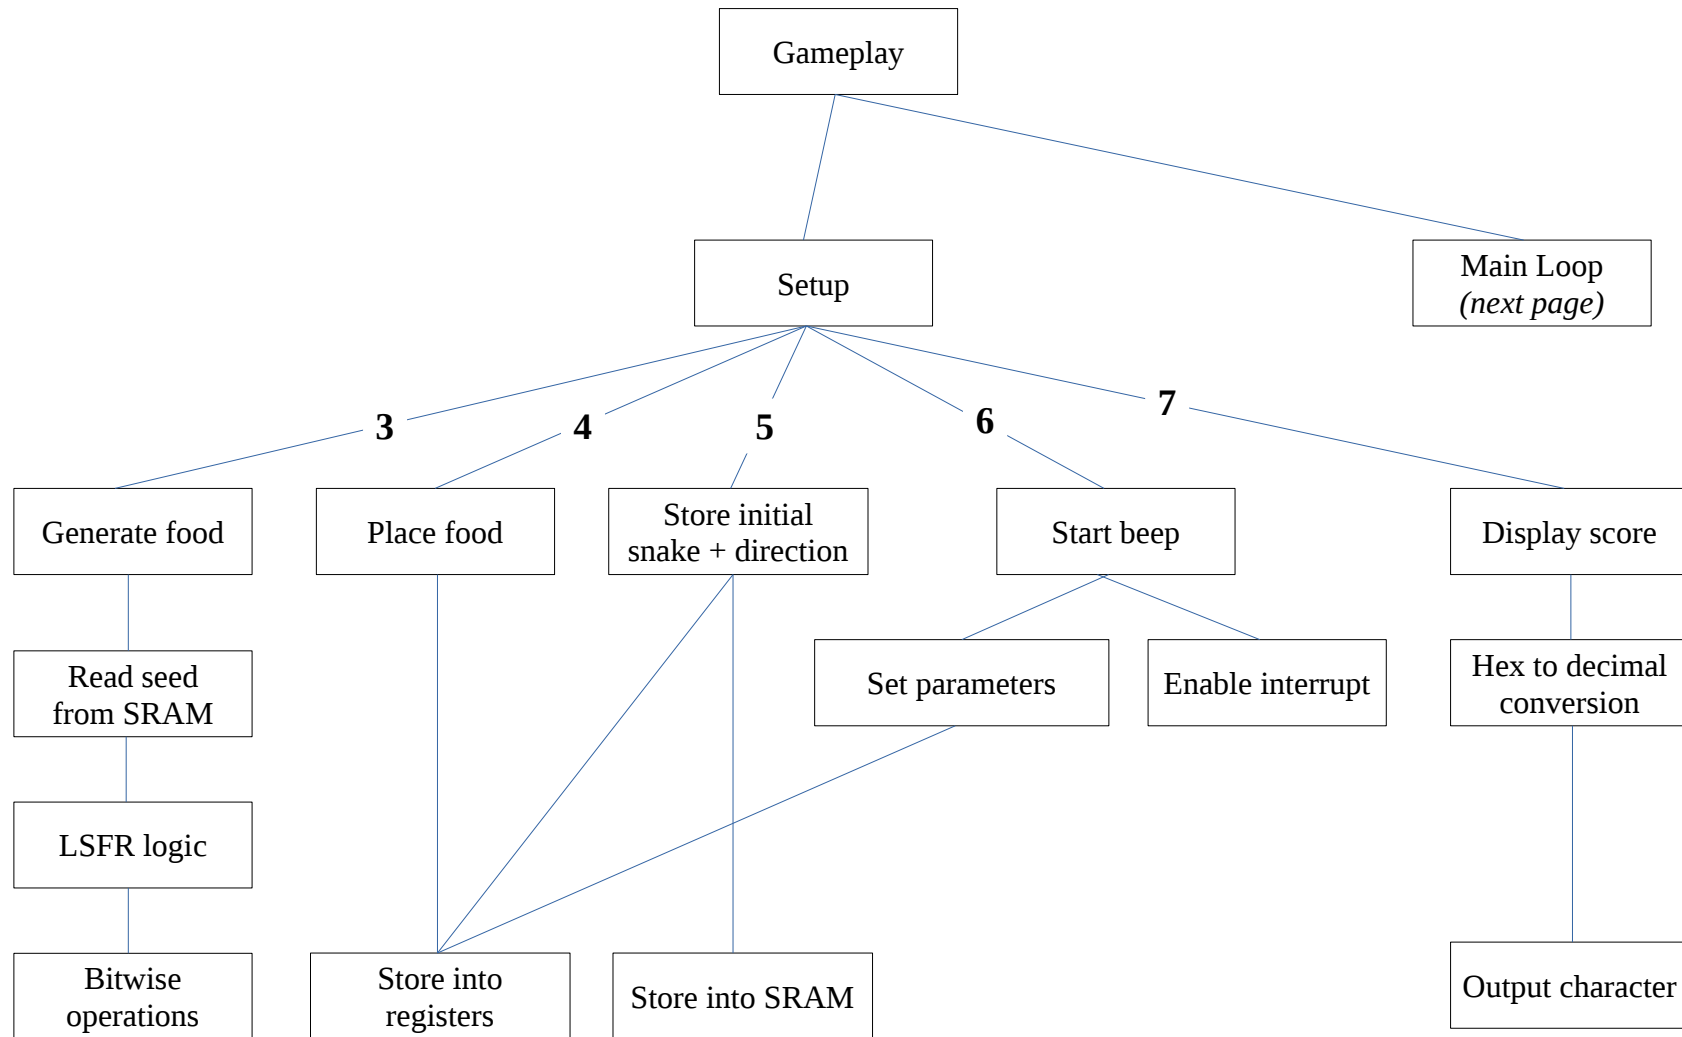 Gameplay
Setup
Main Loop
(next page)
3
4
5
6
7
Generate food
Place food
Store initial
snake + direction
Start beep
Display score
Read seed
from SRAM
Set parameters
Enable interrupt
Hex to decimal
conversion
LSFR logic
Bitwise
operations
Store into
registers
Store into SRAM
Output character